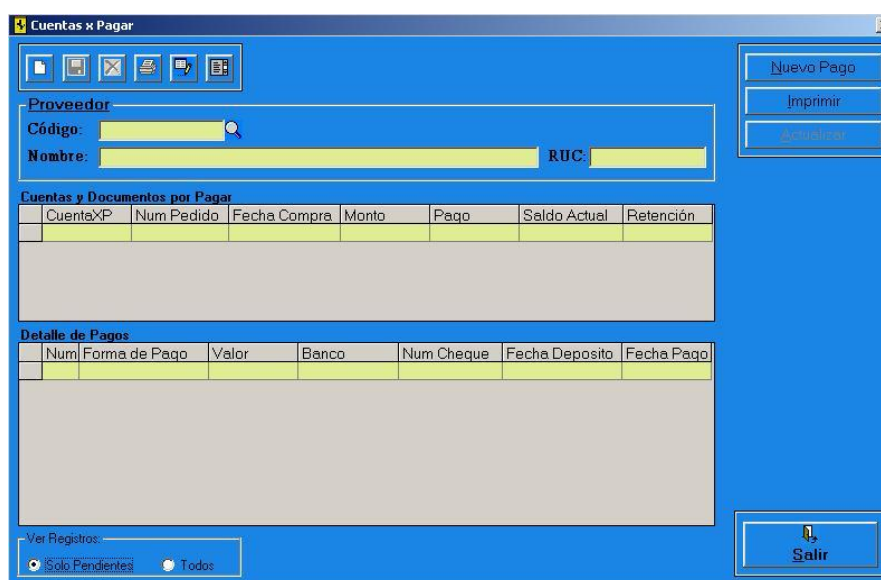 Cuentas x Pagar
Nuevo Pago
Imprimir
Actualizar
Proveedor
Código:
Nombre: RUC:
Cuentas y Documentos por Pagar
CuentaXP Num Pedido Fecha Compra Monto Pago Saldo Actual Retención
Detalle de Pagos
Num Forma de Pago Valor Banco Num Cheque Fecha Deposito Fecha Pago
Ver Registros:
Solo Pendientes Todos
Salir